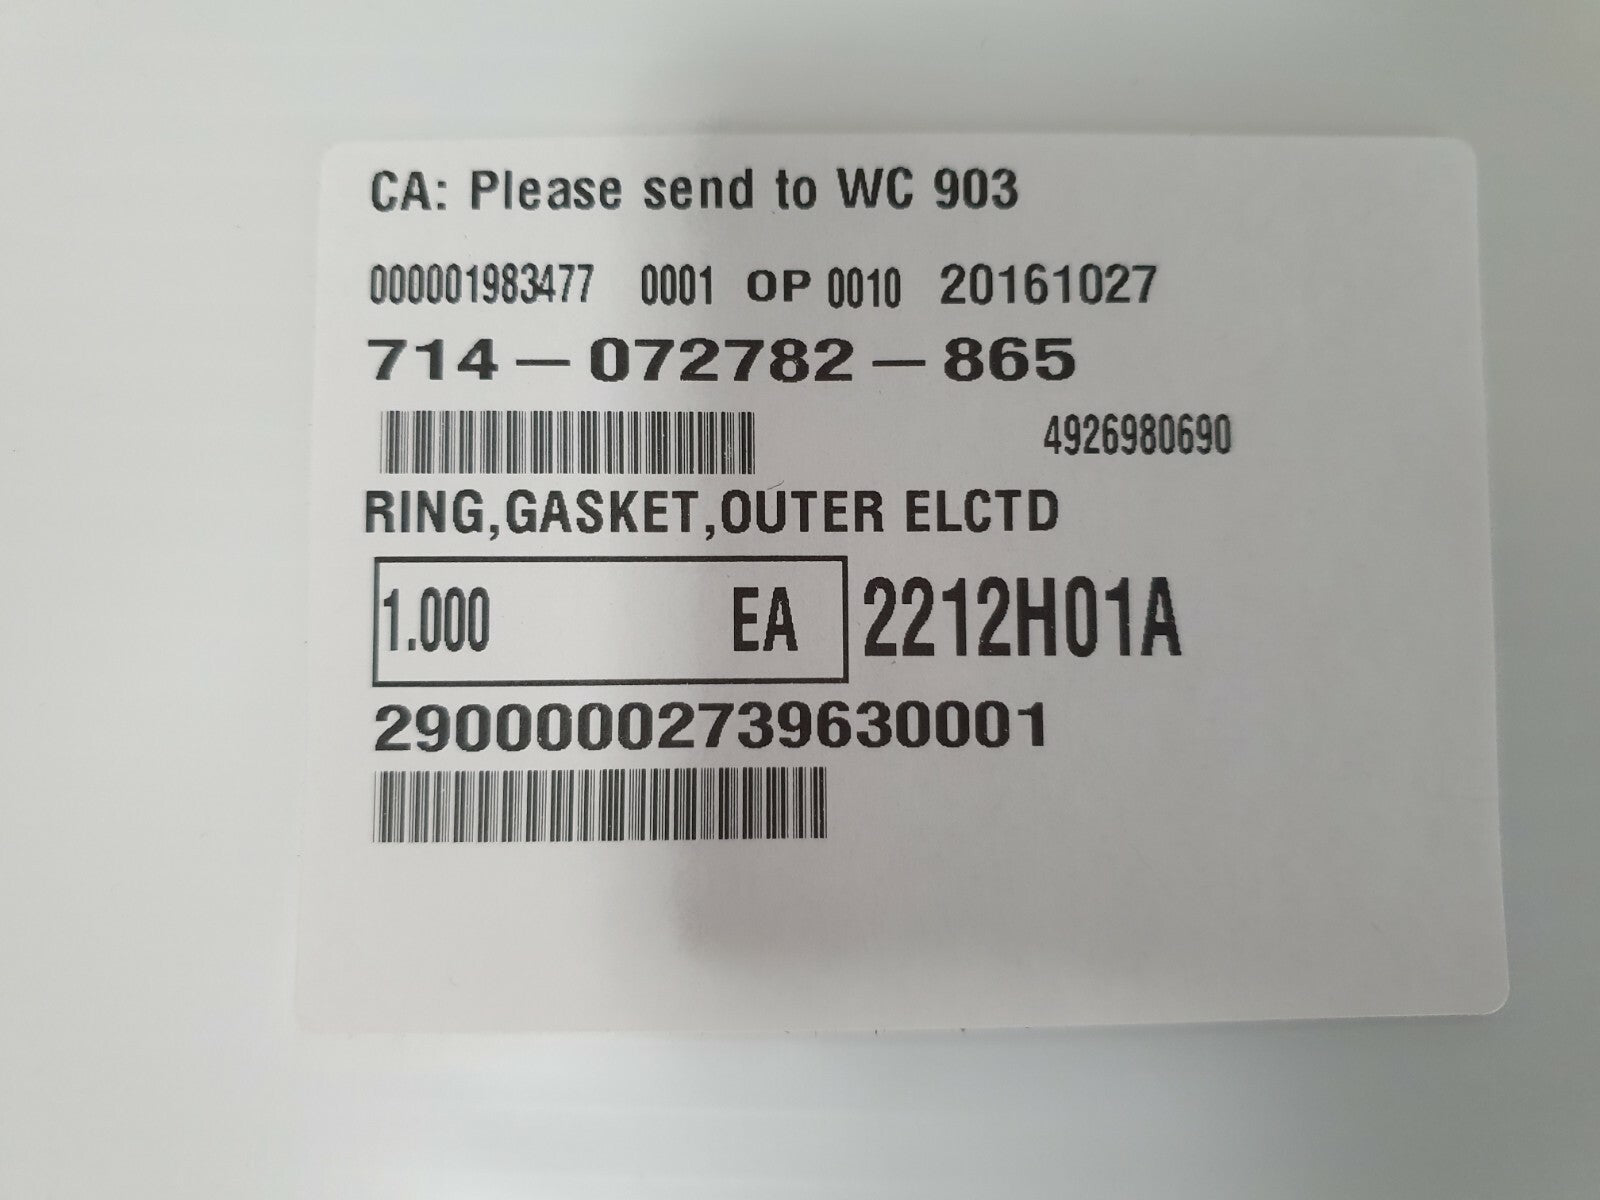 CA: Please send to WC 903
000001983477 0001 OP 0010 20161027
714-072782-865
4926980690
RING,GASKET,OUTER ELCTD
1.000 EA 2212H01A
29000002739630001